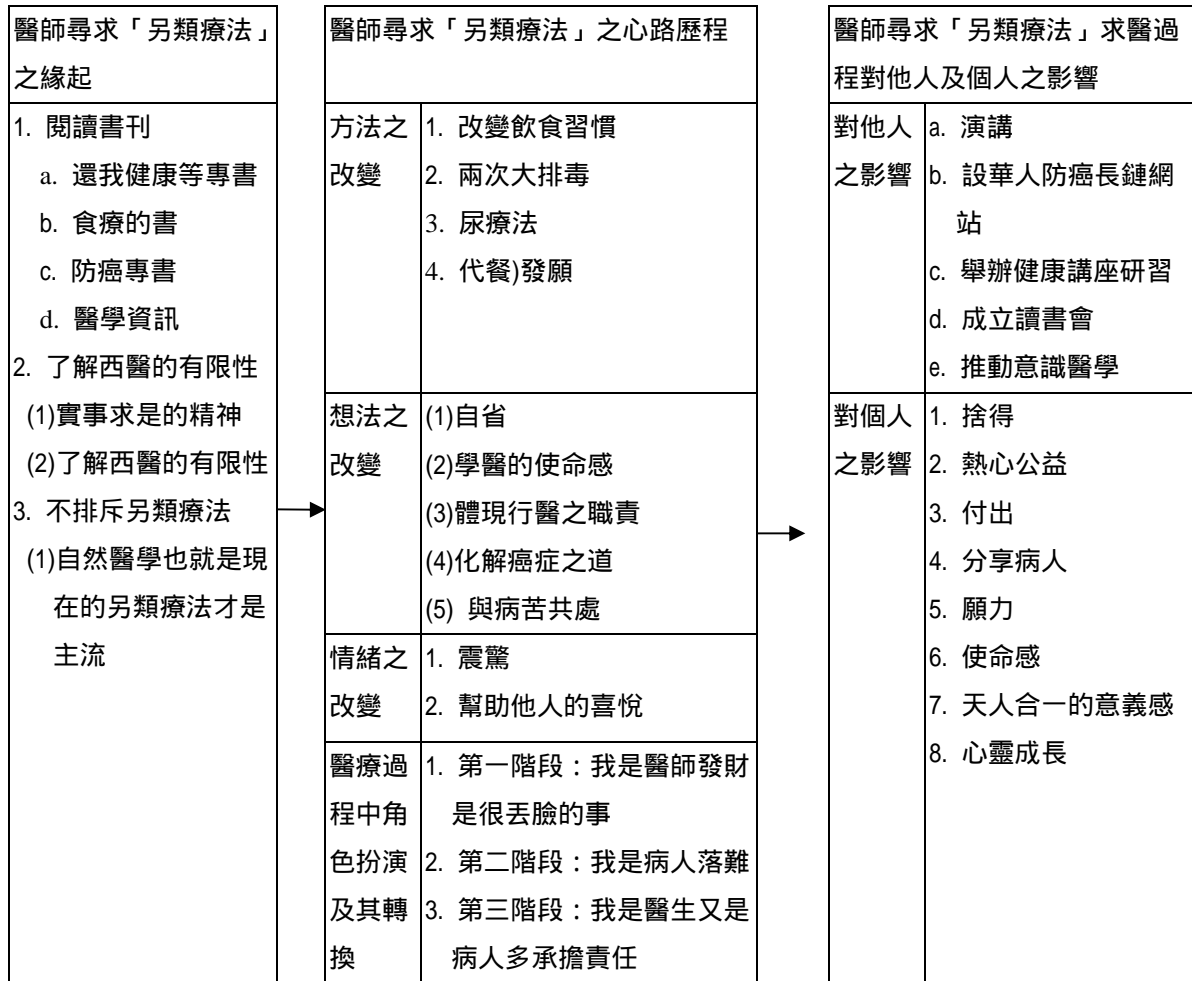 醫師尋求「另類療法」
之緣起
1. 閱讀書刊
a. 還我健康等專書
b. 食療的書
c. 防癌專書
d. 醫學資訊
2. 了解西醫的有限性
(1)實事求是的精神
(2)了解西醫的有限性
3. 不排斥另類療法
(1)自然醫學也就是現
在的另類療法才是
主流
醫師尋求「另類療法」之心路歷程
方法之
改變
1. 改變飲食習慣
2. 兩次大排毒
3. 尿療法
4. 代餐)發願
想法之
改變
(1)自省
(2)學醫的使命感
(3)體現行醫之職責
(4)化解癌症之道
(5) 與病苦共處
情緒之
改變
1. 震驚
2. 幫助他人的喜悅
醫療過
程中角
色扮演
及其轉
換
1. 第一階段：我是醫師發財
是很丟臉的事
2. 第二階段：我是病人落難
3. 第三階段：我是醫生又是
病人多承擔責任
醫師尋求「另類療法」求醫過
程對他人及個人之影響
對他人
之影響
a. 演講
b. 設華人防癌長鏈網
站
c. 舉辦健康講座研習
d. 成立讀書會
e. 推動意識醫學
對個人
之影響
1. 捨得
2. 熱心公益
3. 付出
4. 分享病人
5. 願力
6. 使命感
7. 天人合一的意義感
8. 心靈成長